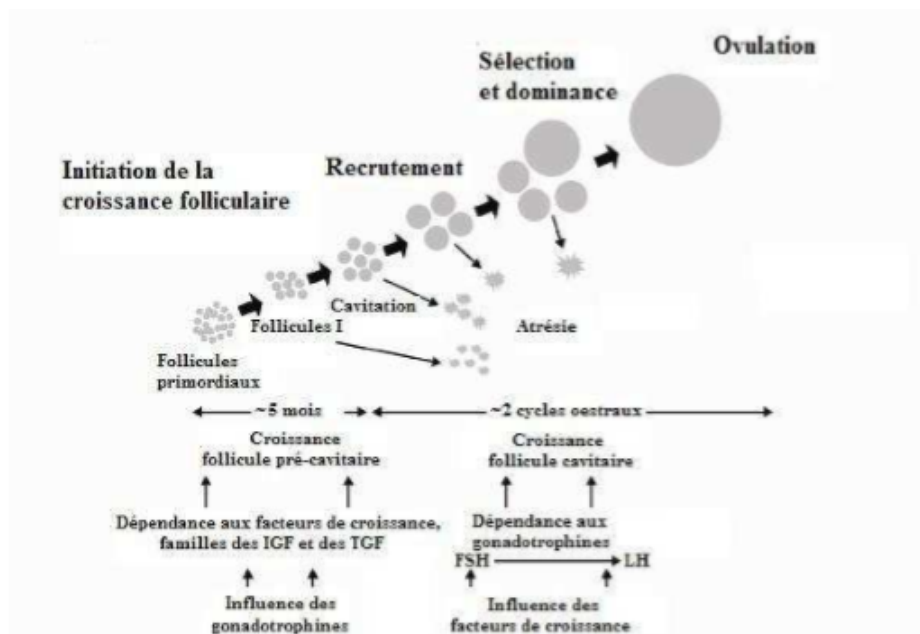 Ovulation
Sélection
et dominance
Recrutement
Initiation de la
croissance folliculaire
Cavitation
Follicules I
Atrésie
Follicules
primordiaux
~5 mois
~2 cycles oestraux
Croissance
follicule pré-cavitaire
Croissance
follicule cavitaire
Dépendance aux facteurs de croissance,
familles des IGF et des TGF
Dépendance aux
gonadotrophines
FSH LH
Influence des
gonadotrophines
Influence des
facteurs de croissance